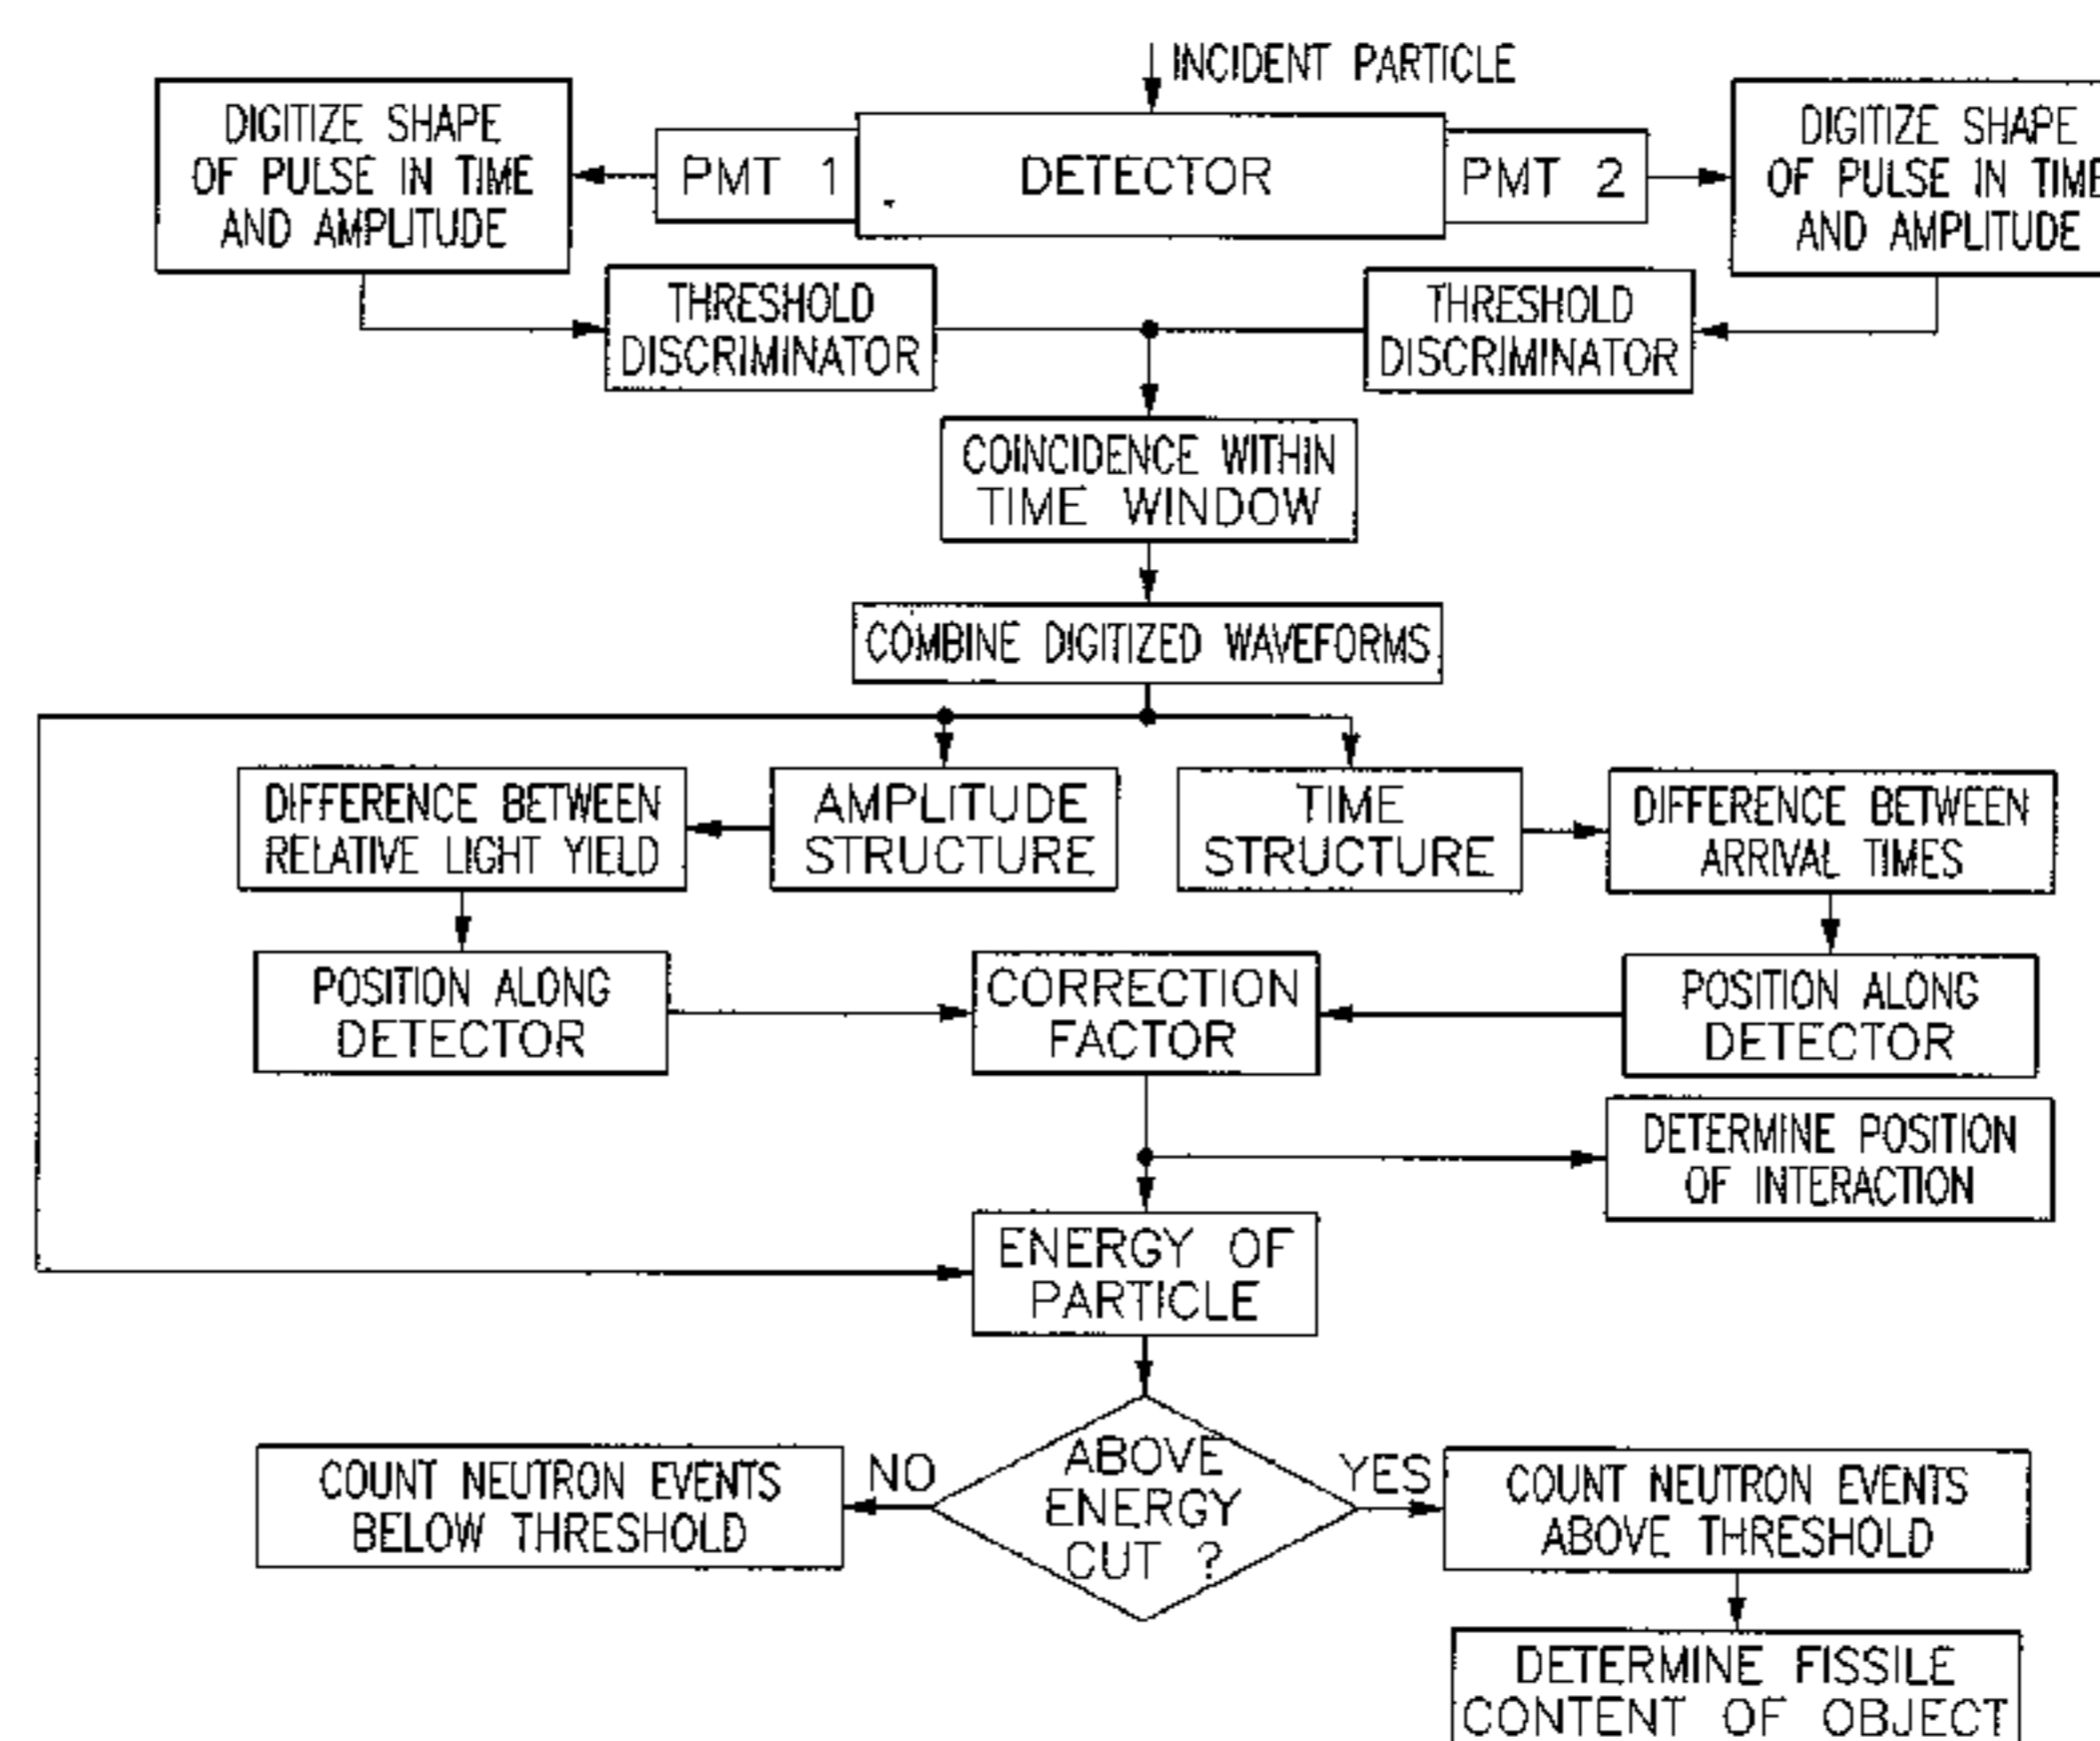 INCIDENT PARTICLE
DIGITIZE SHAPE
OF PULSE IN TIME
AND AMPLITUDE
PMT 1
DETECTOR
PMT 2
DIGITIZE SHAPE
OF PULSE IN TIME
AND AMPLITUDE
THRESHOLD
DISCRIMINATOR
THRESHOLD
DISCRIMINATOR
COINCIDENCE WITHIN
TIME WINDOW
COMBINE DIGITIZED WAVEFORMS
DIFFERENCE BETWEEN
RELATIVE LIGHT YIELD
AMPLITUDE
STRUCTURE
TIME
STRUCTURE
DIFFERENCE BETWEEN
ARRIVAL TIMES
POSITION ALONG
DETECTOR
CORRECTION
FACTOR
POSITION ALONG
DETECTOR
DETERMINE POSITION
OF INTERACTION
ENERGY OF
PARTICLE
COUNT NEUTRON EVENTS
BELOW THRESHOLD
NO
ABOVE
ENERGY
CUT ?
YES
COUNT NEUTRON EVENTS
ABOVE THRESHOLD
DETERMINE FISSILE
CONTENT OF OBJECT